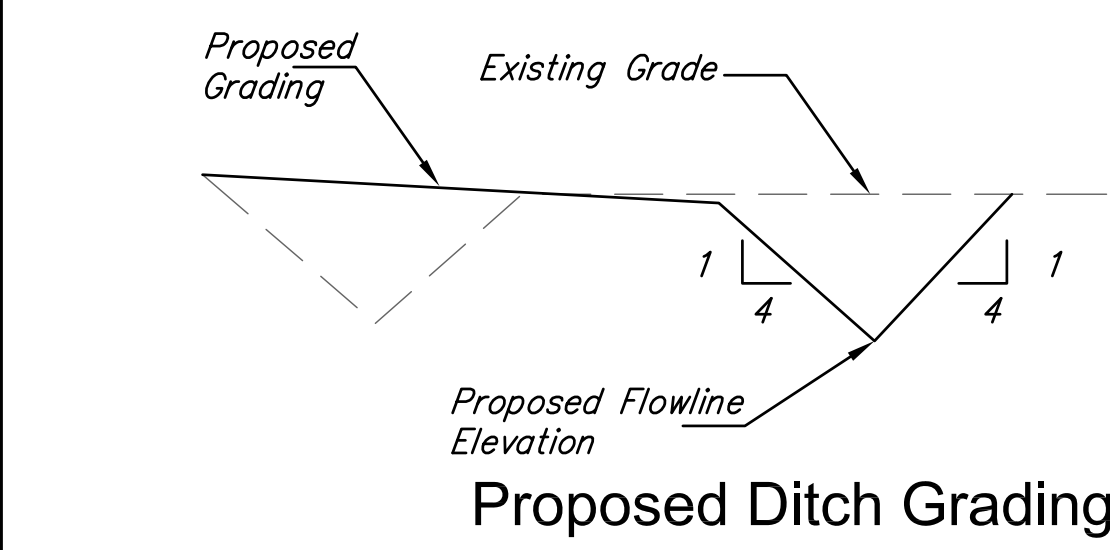 Proposed
Grading
Existing Grade
1
4
1
4
Proposed Flowline
Elevation
Proposed Ditch Grading